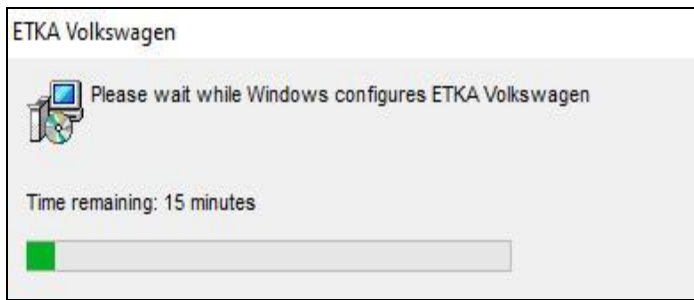 ETKA Volkswagen
Please wait while Windows configures ETKA Volkswagen
Time remaining: 15 minutes